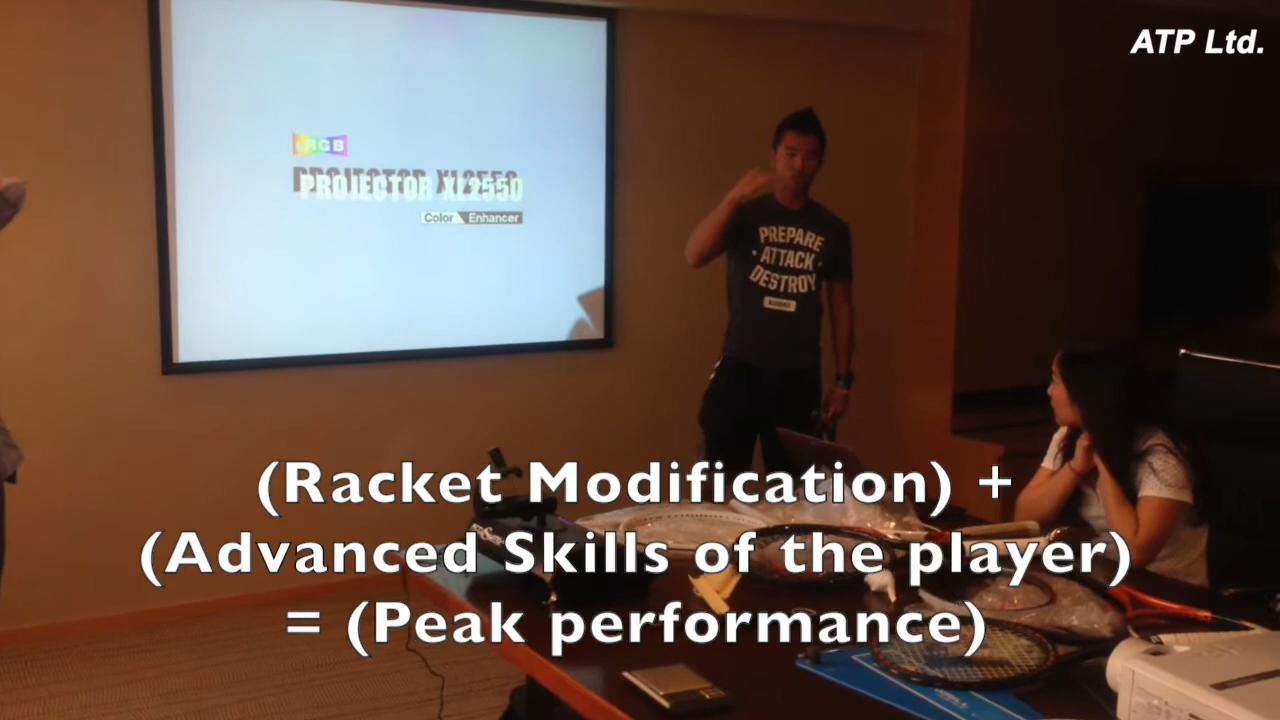 ATP Ltd.
RGB
PROJECTOR XL2550
Color Enhancer
PREPARE
· ATTACK ·
DESTROY
(Racket Modification) +
(Advanced Skills of the player)
= (Peak performance)